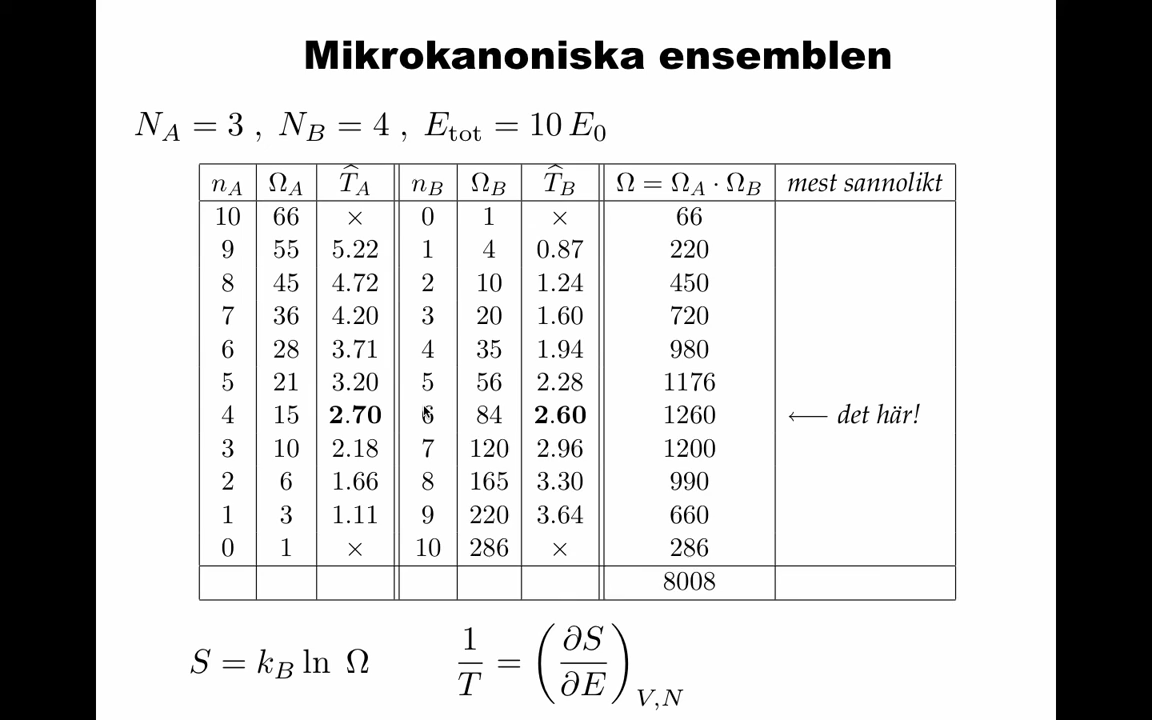 Mikrokanoniska ensemblen
N_A = 3 , N_B = 4 , E_tot = 10 E_0
n_A Ω_A T̂_A n_B Ω_B T̂_B Ω = Ω_A · Ω_B mest sannolikt
10 66 × 0 1 × 66
9 55 5.22 1 4 0.87 220
8 45 4.72 2 10 1.24 450
7 36 4.20 3 20 1.60 720
6 28 3.71 4 35 1.94 980
5 21 3.20 5 56 2.28 1176
4 15 2.70 6 84 2.60 1260 ⟵ det här!
3 10 2.18 7 120 2.96 1200
2 6 1.66 8 165 3.30 990
1 3 1.11 9 220 3.64 660
0 1 × 10 286 × 286
8008
S = k_B ln Ω 1/T = (∂S/∂E)_V,N